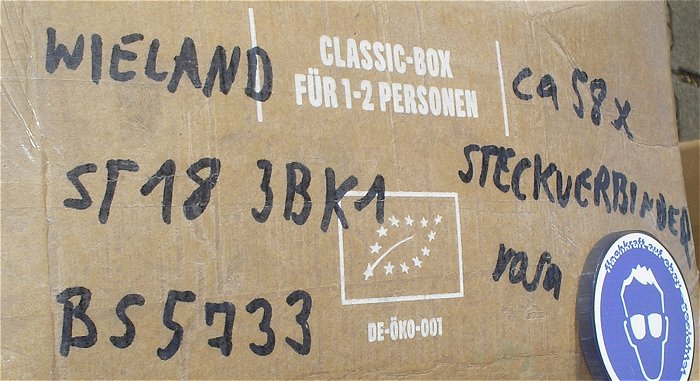 WIELAND
CLASSIC-BOX
FÜR 1-2 PERSONEN
ca 58x
ST18 3BK1
STECKVERBINDER
rosa
BS5733
DE-ÖKO-001